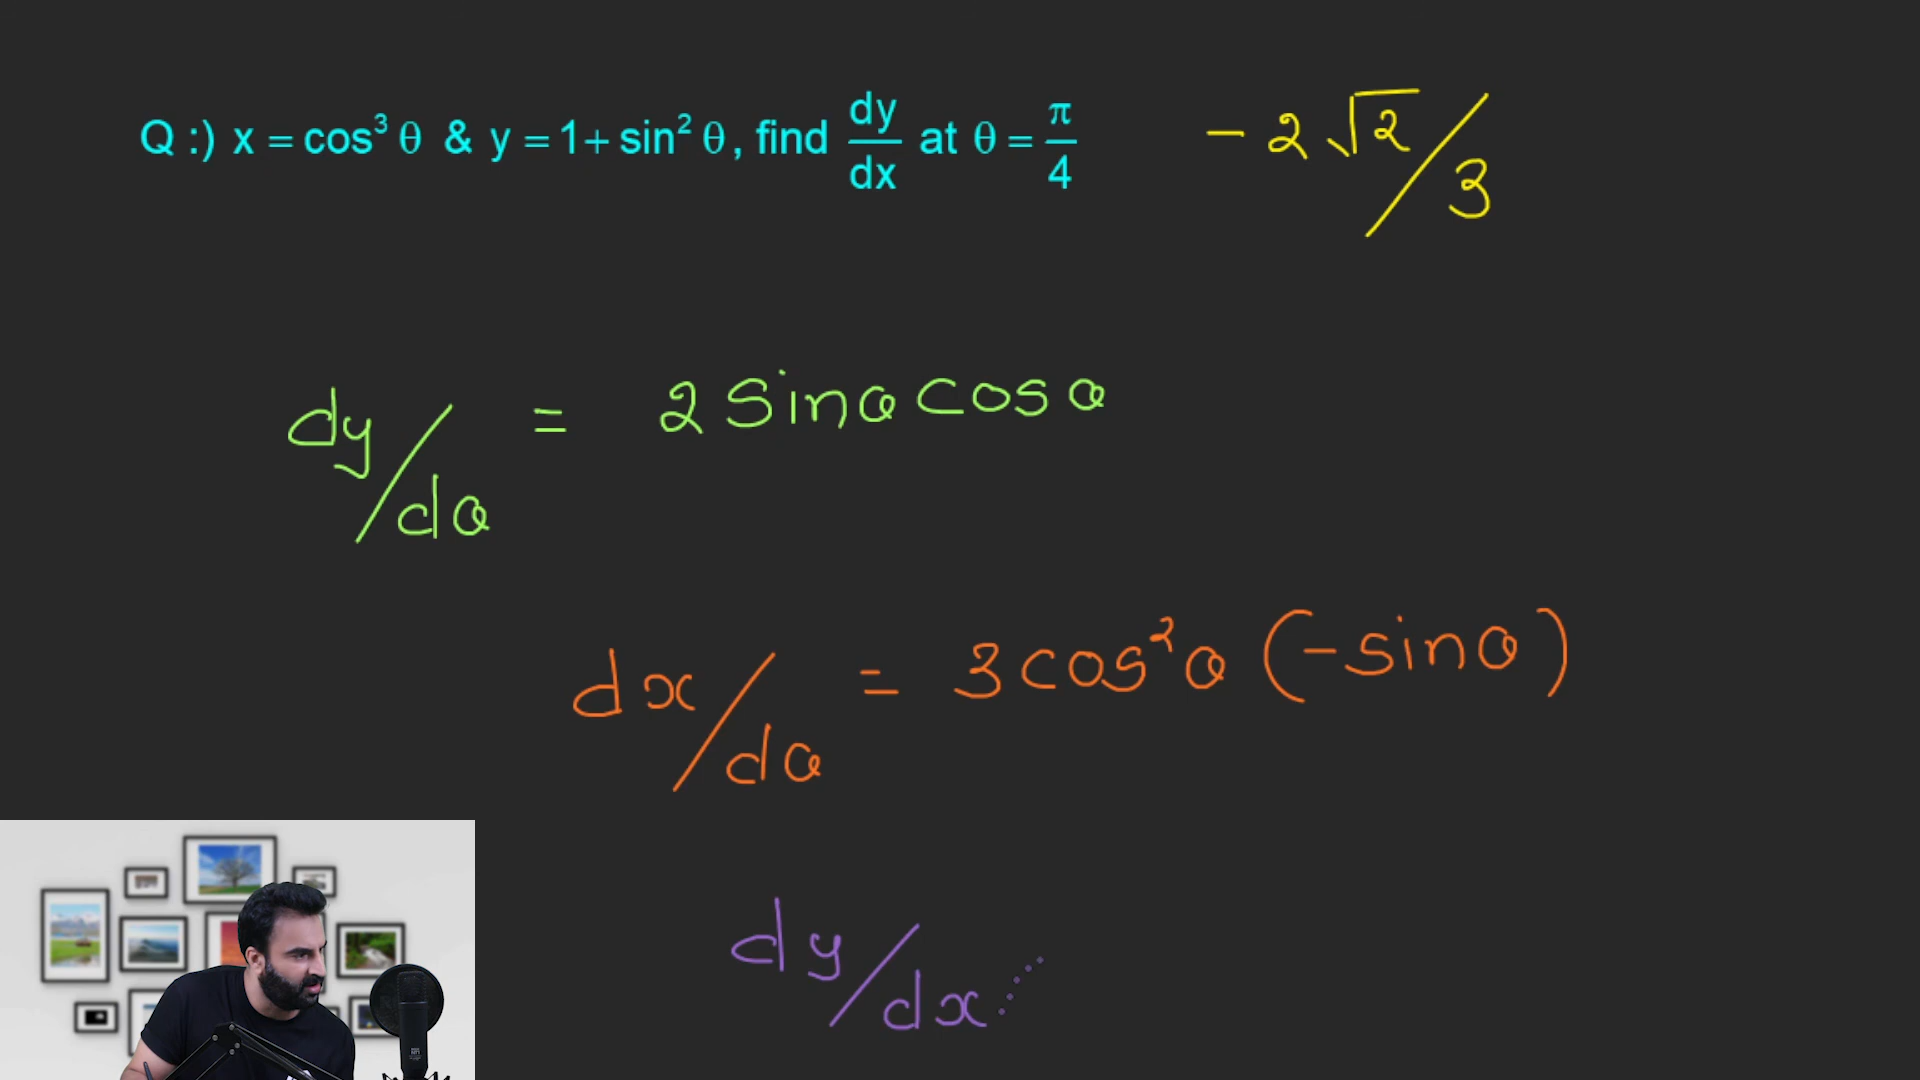 Q :) x = cos³ θ & y = 1 + sin² θ, find dy/dx at θ = π/4 -2√2/3
dy/dθ = 2 sinθ cosθ
dx/dθ = 3cos²θ (-sinθ)
dy/dx